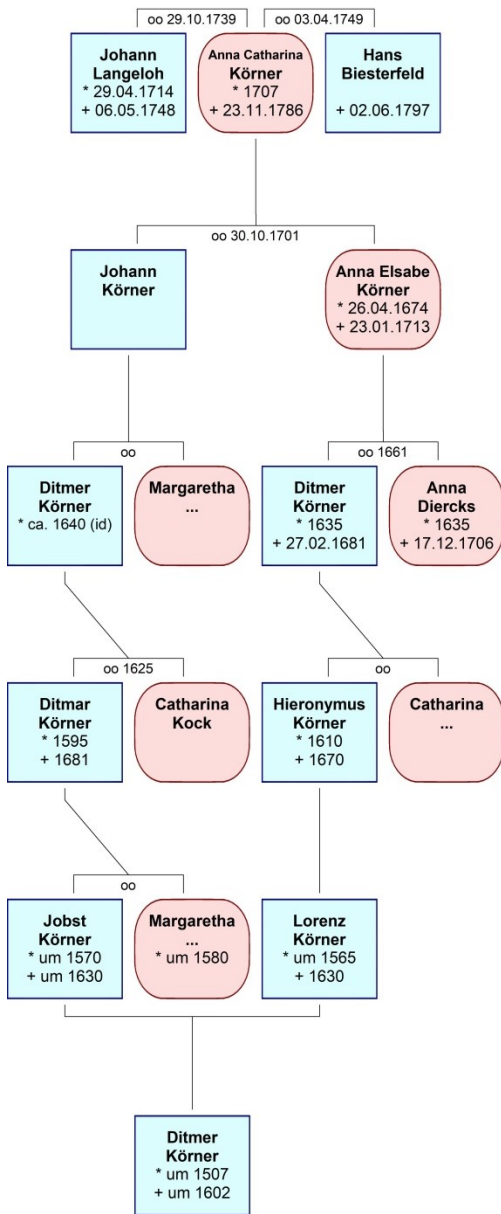 oo 29.10.1739
oo 03.04.1749
Johann
Langeloh
* 29.04.1714
+ 06.05.1748
Anna Catharina
Körner
* 1707
+ 23.11.1786
Hans
Biesterfeld
+ 02.06.1797
oo 30.10.1701
Johann
Körner
Anna Elsabe
Körner
* 26.04.1674
+ 23.01.1713
oo
oo 1661
Ditmer
Körner
* ca. 1640 (id)
Margaretha
...
Ditmer
Körner
* 1635
+ 27.02.1681
Anna
Diercks
* 1635
+ 17.12.1706
oo 1625
oo
Ditmar
Körner
* 1595
+ 1681
Catharina
Kock
Hieronymus
Körner
* 1610
+ 1670
Catharina
...
oo
Jobst
Körner
* um 1570
+ um 1630
Margaretha
...
* um 1580
Lorenz
Körner
* um 1565
+ 1630
Ditmer
Körner
* um 1507
+ um 1602